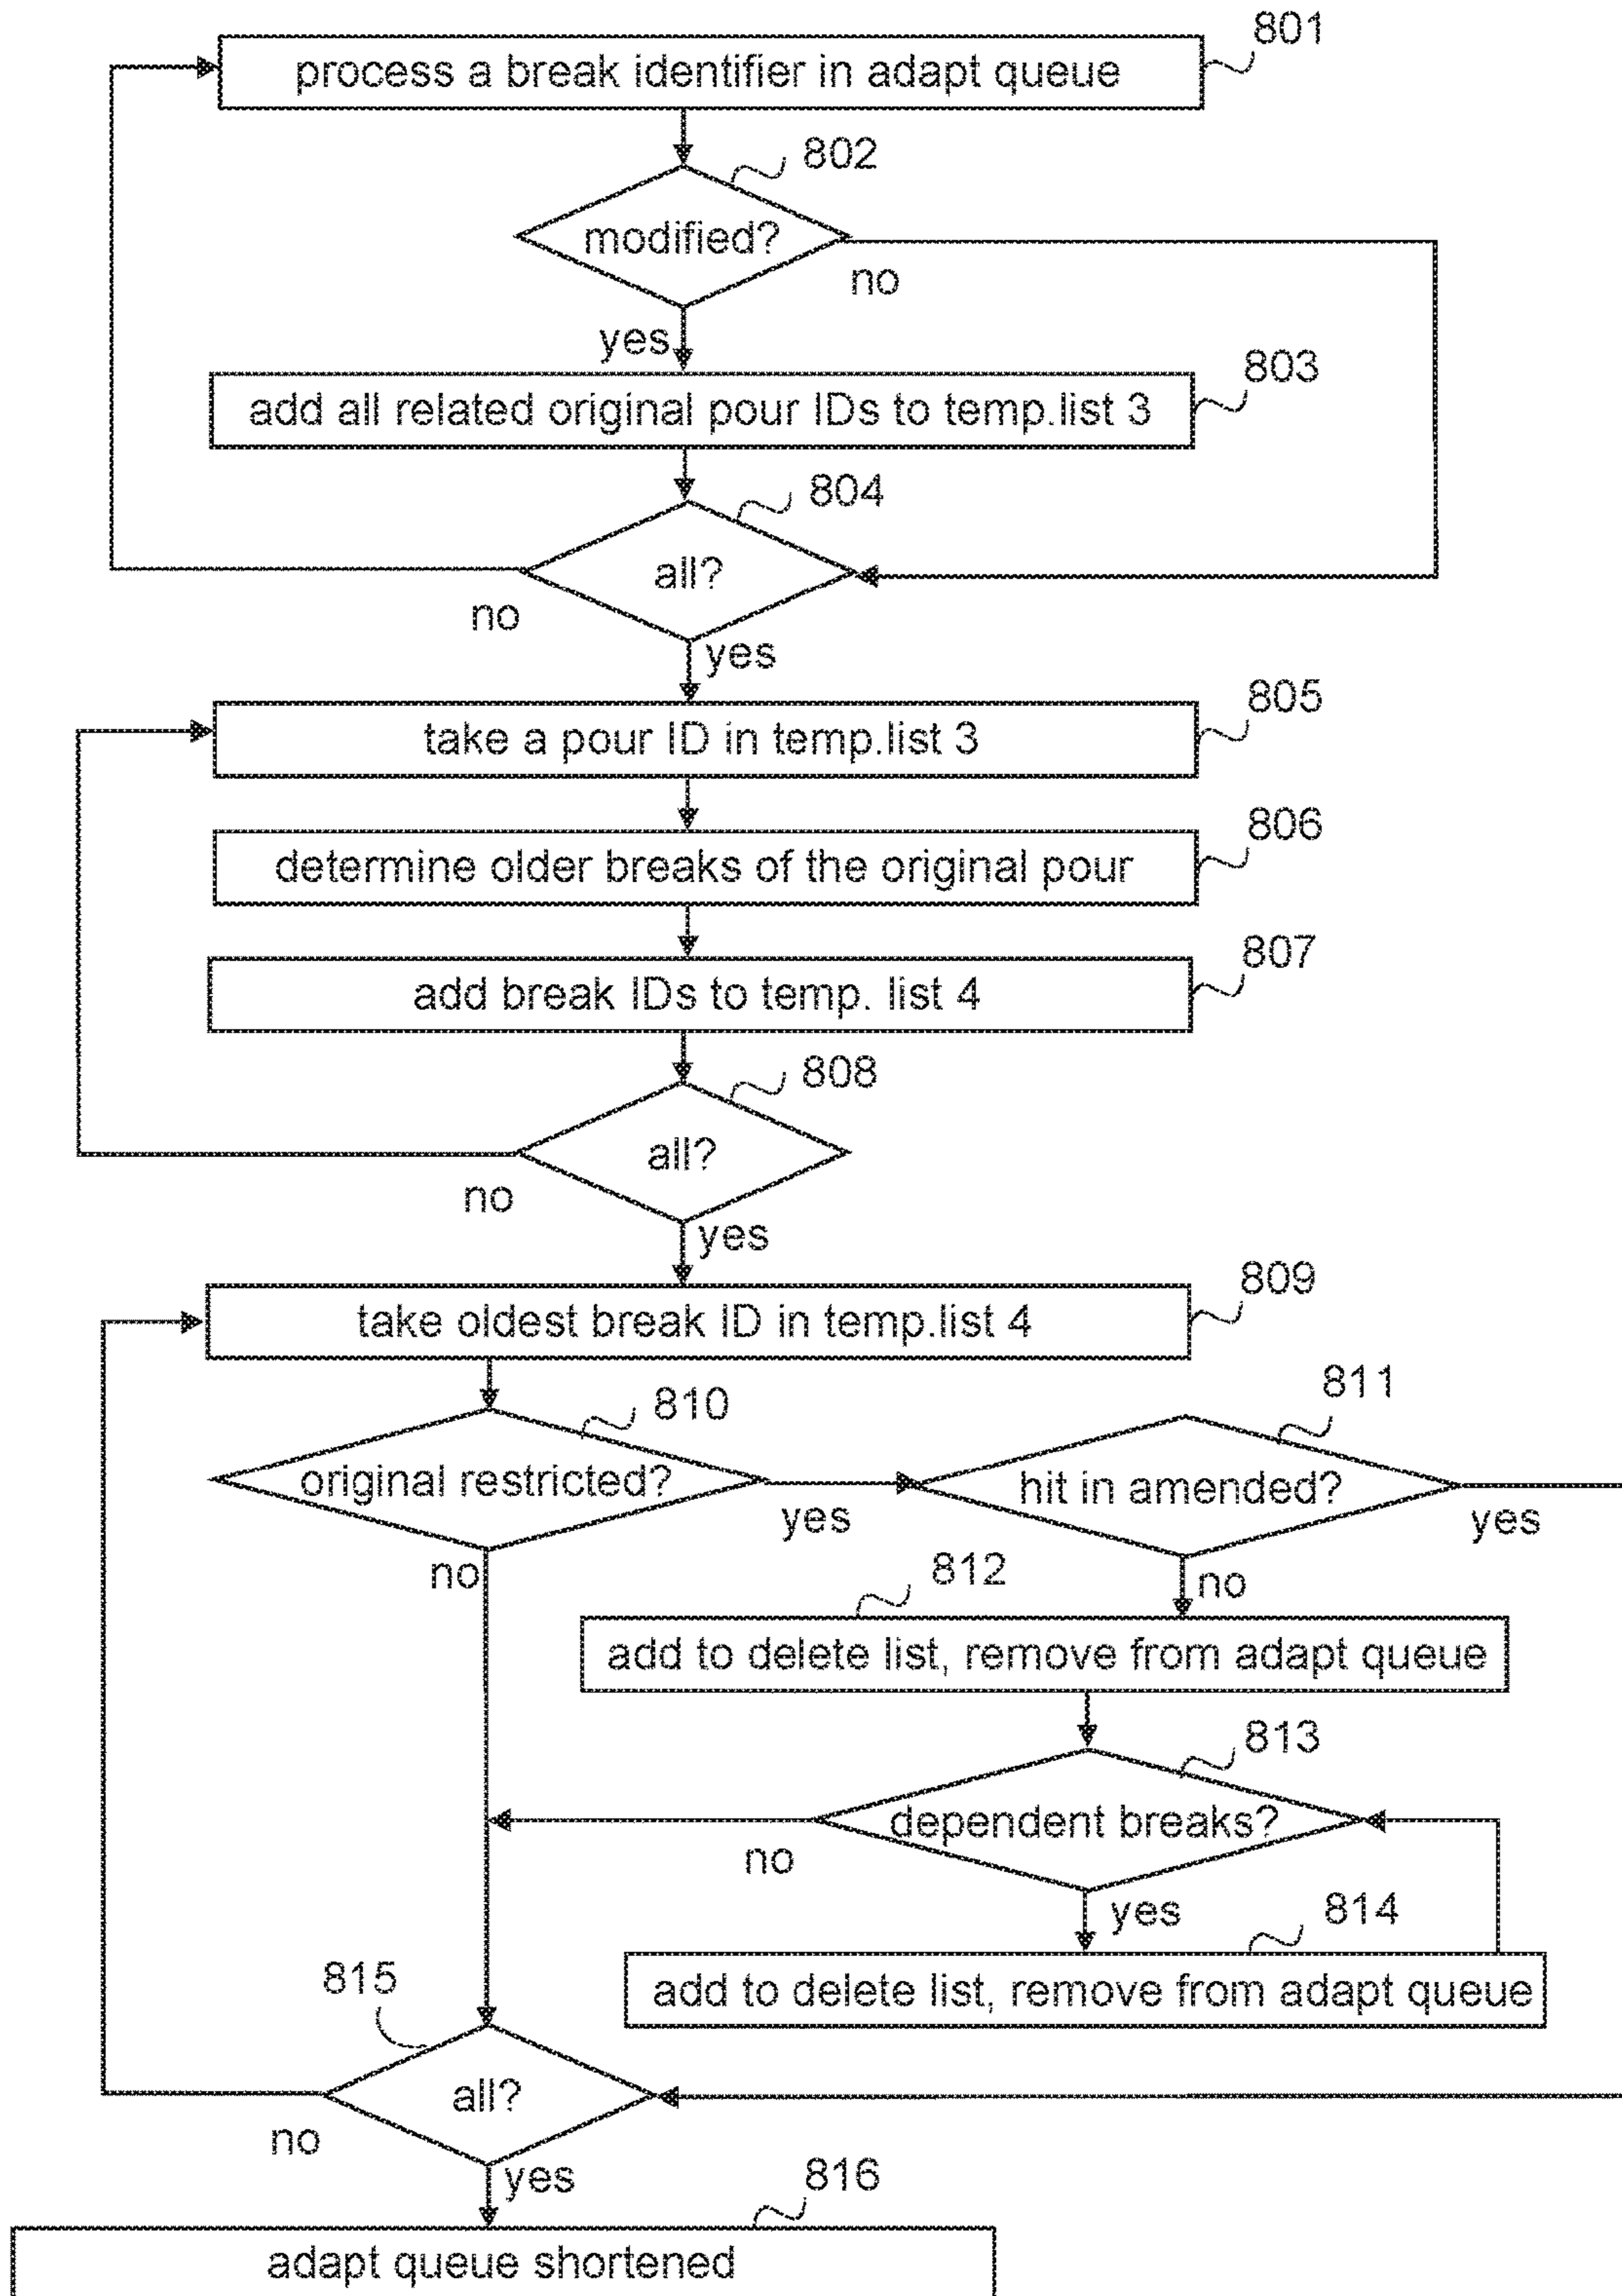 801
process a break identifier in adapt queue
802
modified?
no
yes
803
add all related original pour IDs to temp.list 3
804
all?
no
yes
805
take a pour ID in temp.list 3
806
determine older breaks of the original pour
807
add break IDs to temp. list 4
808
all?
no
yes
809
take oldest break ID in temp.list 4
810
811
original restricted?
yes
hit in amended?
yes
no
no
812
add to delete list, remove from adapt queue
813
dependent breaks?
no
yes
814
add to delete list, remove from adapt queue
815
all?
no
yes
816
adapt queue shortened